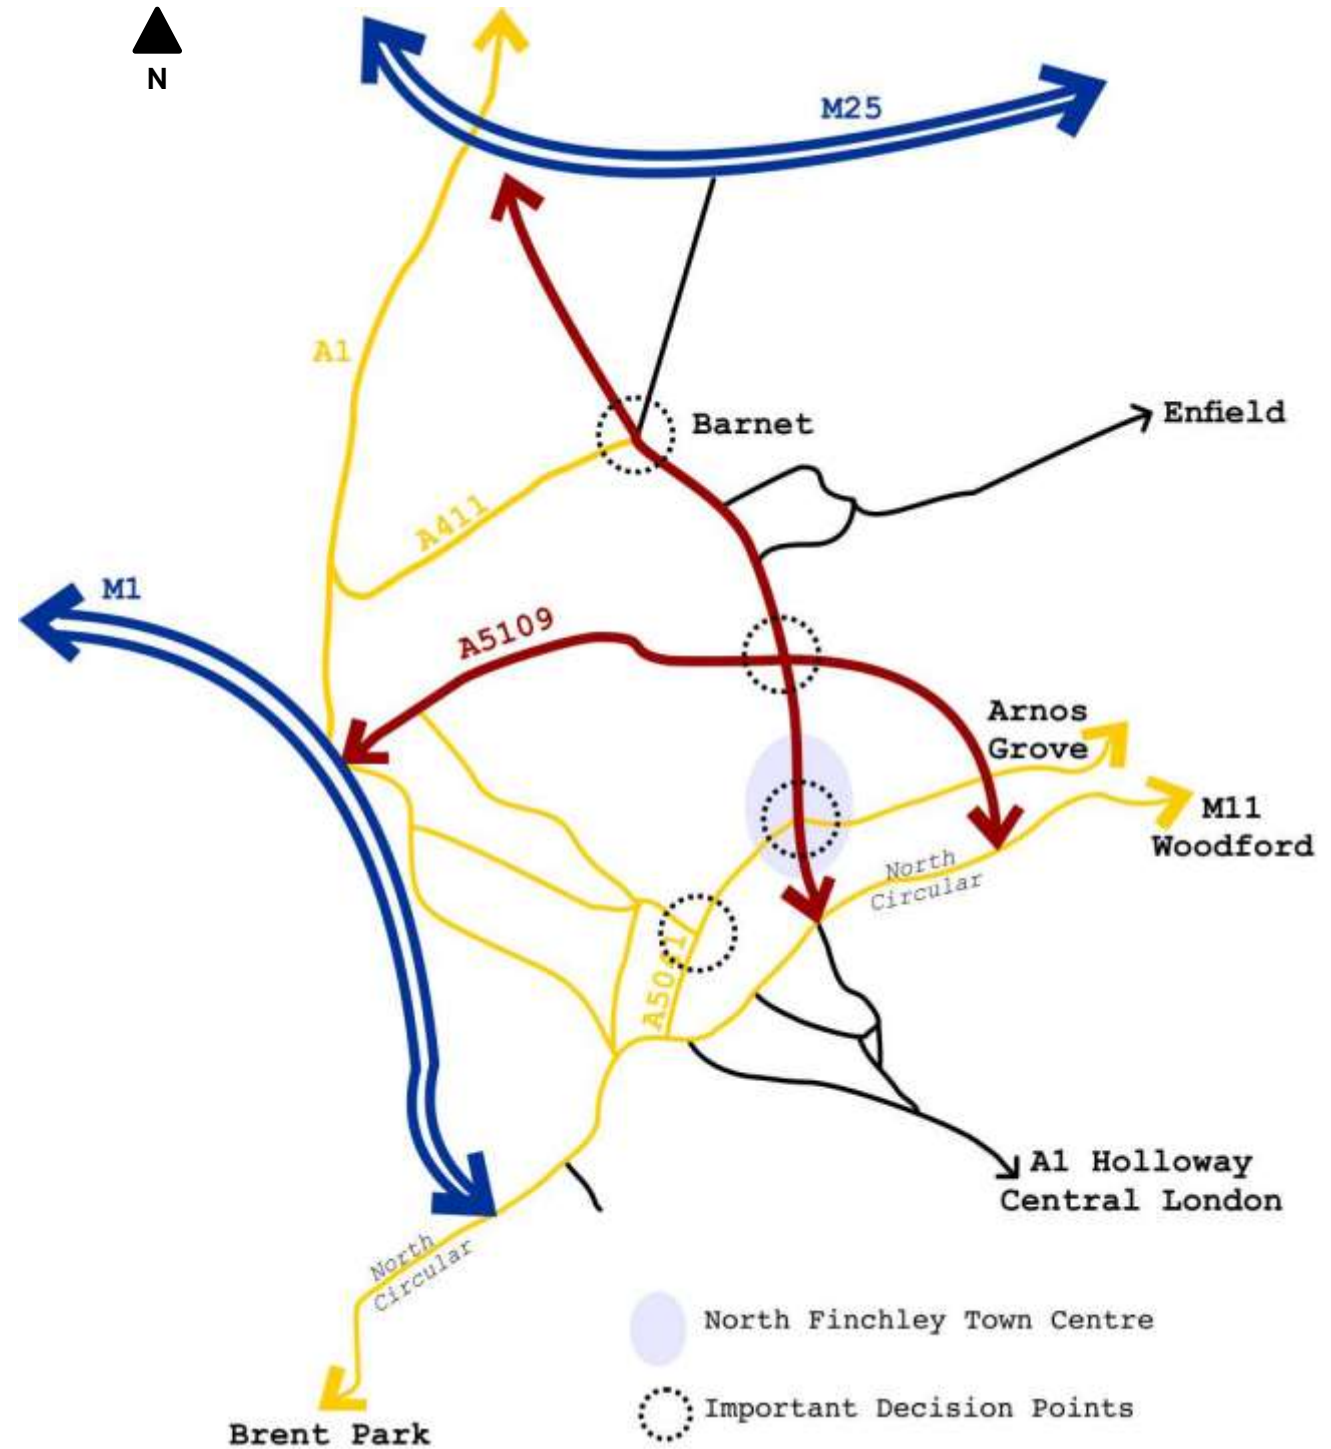 N
M25
A1
Barnet
Enfield
A411
M1
A5109
Arnos
Grove
M11
Woodford
North
Circular
A1 Holloway
Central London
North
Circular
North Finchley Town Centre
Important Decision Points
Brent Park